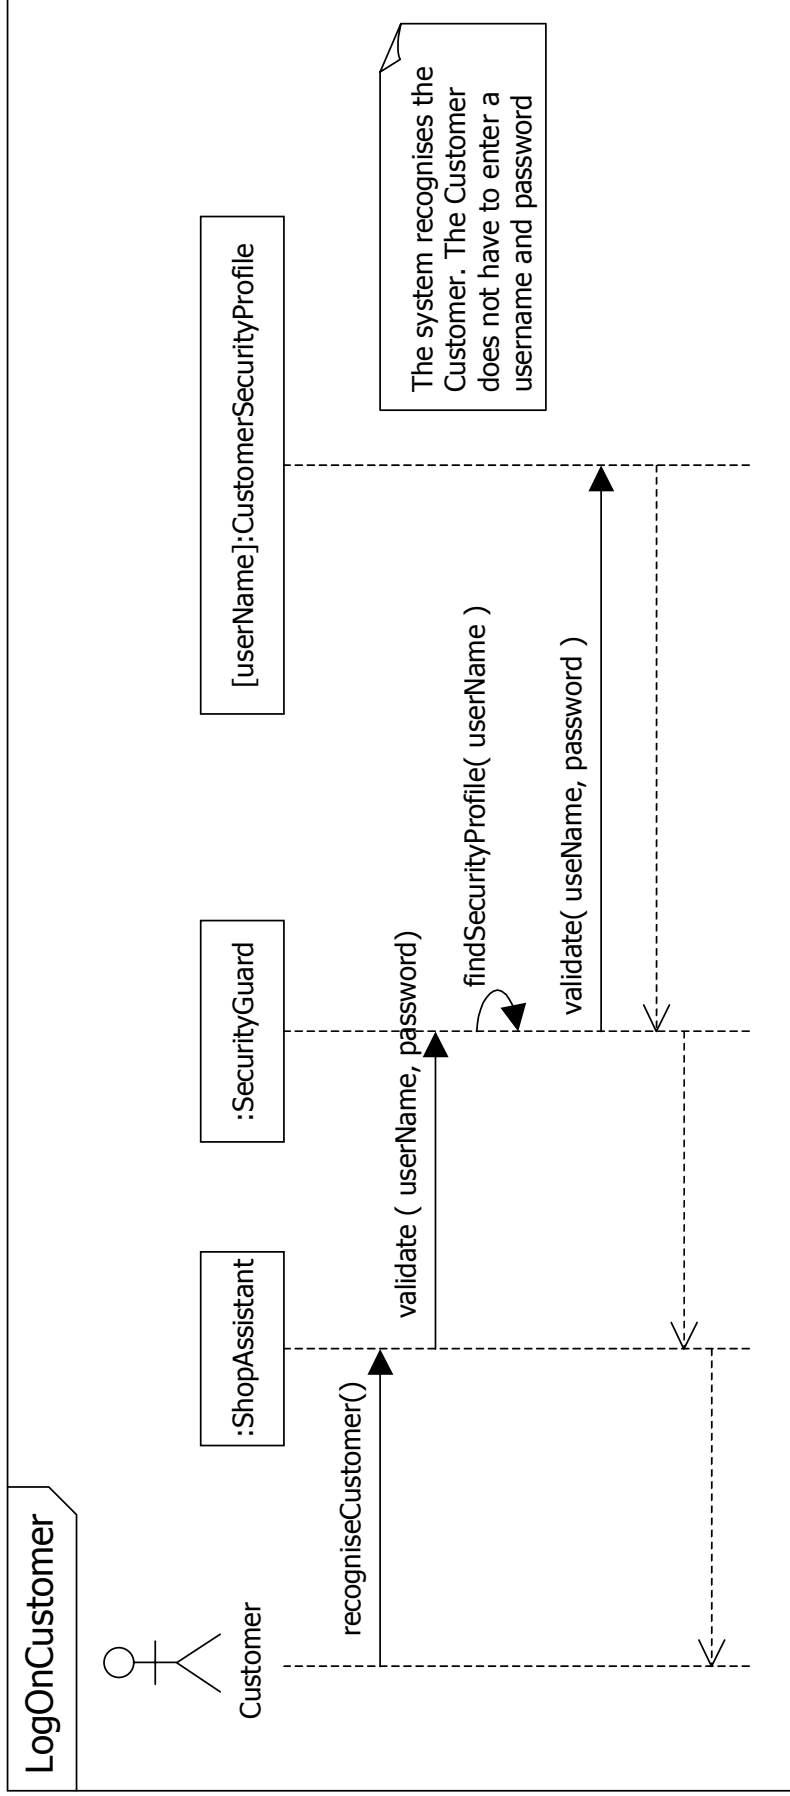 LogOnCustomer
Customer
:ShopAssistant
:SecurityGuard
[userName]:CustomerSecurityProfile
recogniseCustomer()
validate ( userName, password)
findSecurityProfile( userName )
validate( useName, password )
The system recognises the
Customer. The Customer
does not have to enter a
username and password